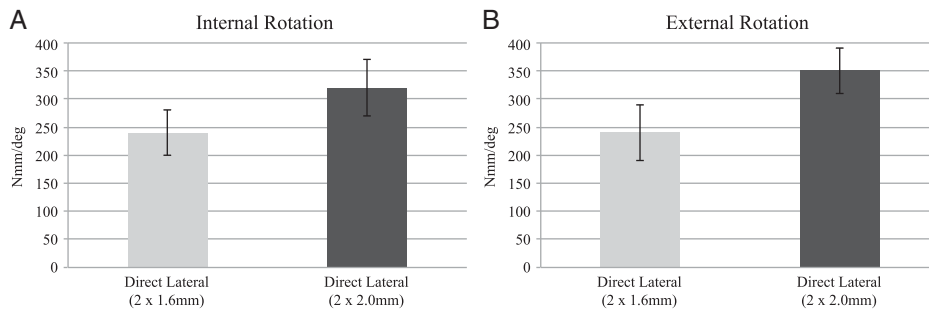 A
Internal Rotation
Nmm/deg
400
350
300
250
200
150
100
50
0
Direct Lateral
(2 x 1.6mm)
Direct Lateral
(2 x 2.0mm)
B
External Rotation
Nmm/deg
400
350
300
250
200
150
100
50
0
Direct Lateral
(2 x 1.6mm)
Direct Lateral
(2 x 2.0mm)